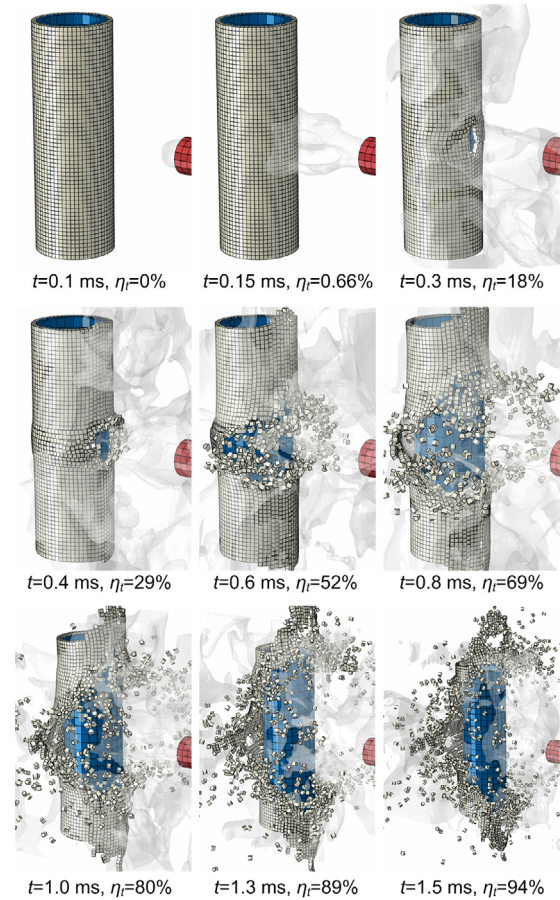 t=0.1 ms, ηt=0%
t=0.15 ms, ηt=0.66%
t=0.3 ms, ηt=18%
t=0.4 ms, ηt=29%
t=0.6 ms, ηt=52%
t=0.8 ms, ηt=69%
t=1.0 ms, ηt=80%
t=1.3 ms, ηt=89%
t=1.5 ms, ηt=94%